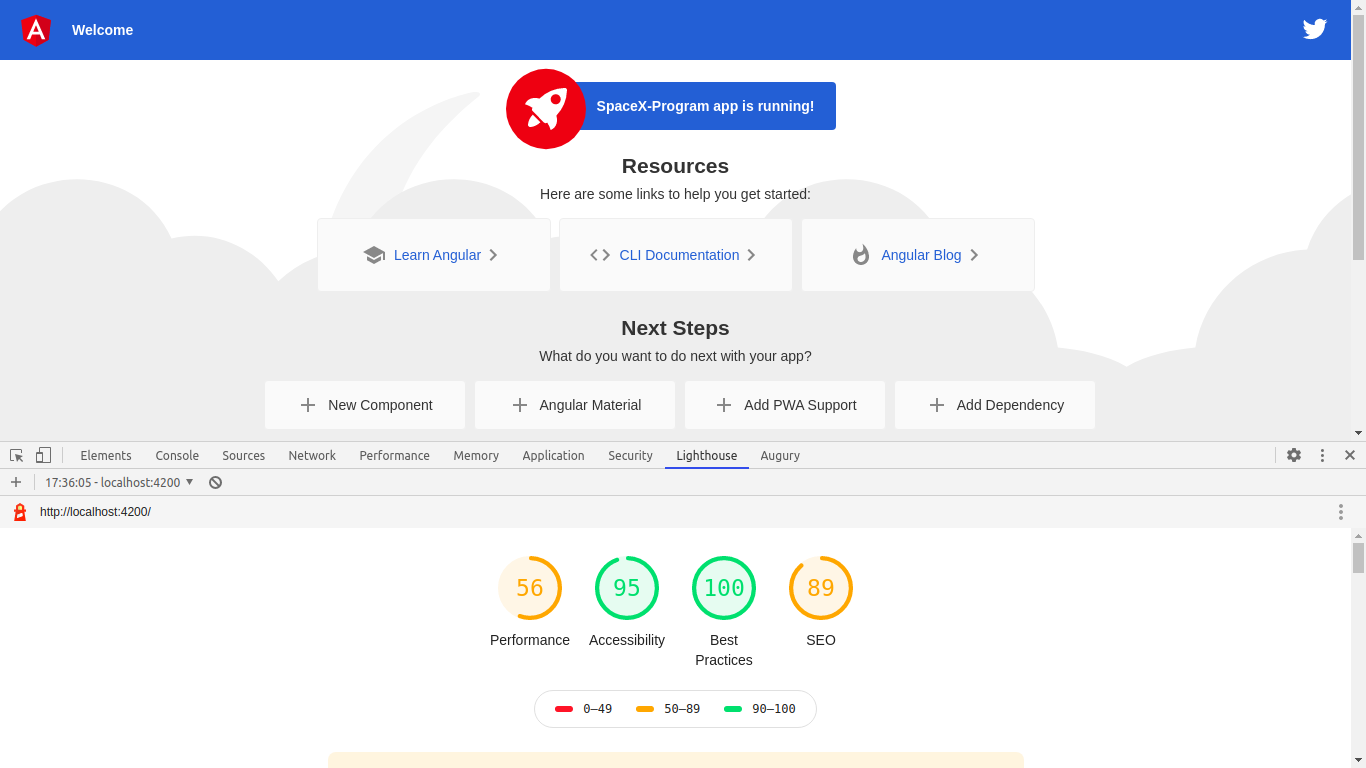 Welcome
SpaceX-Program app is running!
Resources
Here are some links to help you get started:
Learn Angular
CLI Documentation
Angular Blog
Next Steps
What do you want to do next with your app?
New Component
Angular Material
Add PWA Support
Add Dependency
Elements Console Sources Network Performance Memory Application Security Lighthouse Augury
17:36:05 - localhost:4200
http://localhost:4200/
56 95 100 89
Performance Accessibility Best Practices SEO
0–49 50–89 90–100